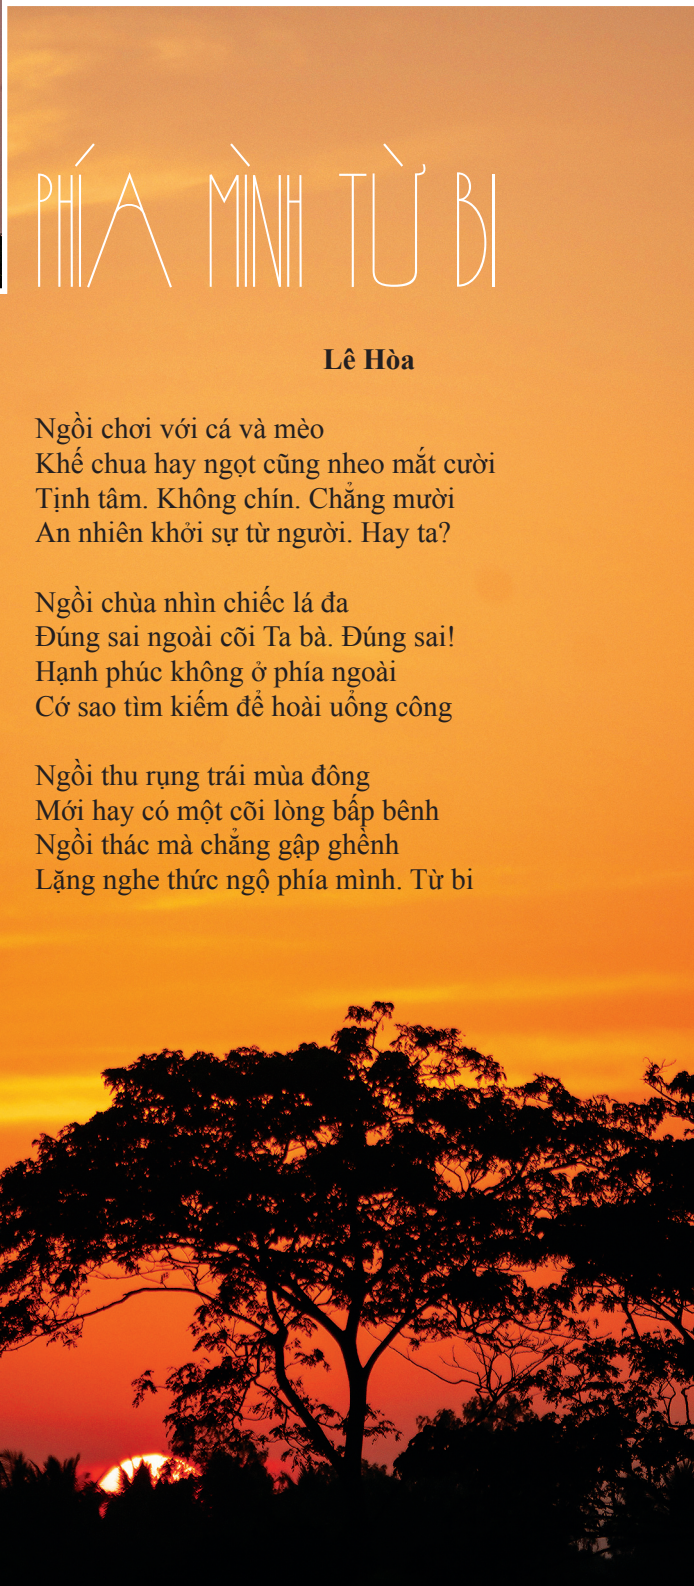 PHÍA MÌNH TỪ BI
Lê Hòa
Ngồi chơi với cá và mèo
Khế chua hay ngọt cũng nheo mắt cười
Tịnh tâm. Không chín. Chẳng mười
An nhiên khởi sự từ người. Hay ta?
Ngồi chùa nhìn chiếc lá đa
Đúng sai ngoài cõi Ta bà. Đúng sai!
Hạnh phúc không ở phía ngoài
Cớ sao tìm kiếm để hoài uổng công
Ngồi thu rụng trái mùa đông
Mới hay có một cõi lòng bấp bênh
Ngồi thác mà chẳng gập ghềnh
Lặng nghe thức ngộ phía mình. Từ bi